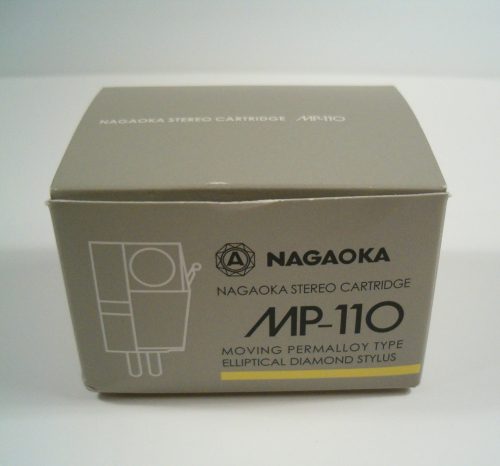 NAGAOKA STEREO CARTRIDGE MP-110
A NAGAOKA
NAGAOKA STEREO CARTRIDGE
MP-110
MOVING PERMALLOY TYPE
ELLIPTICAL DIAMOND STYLUS